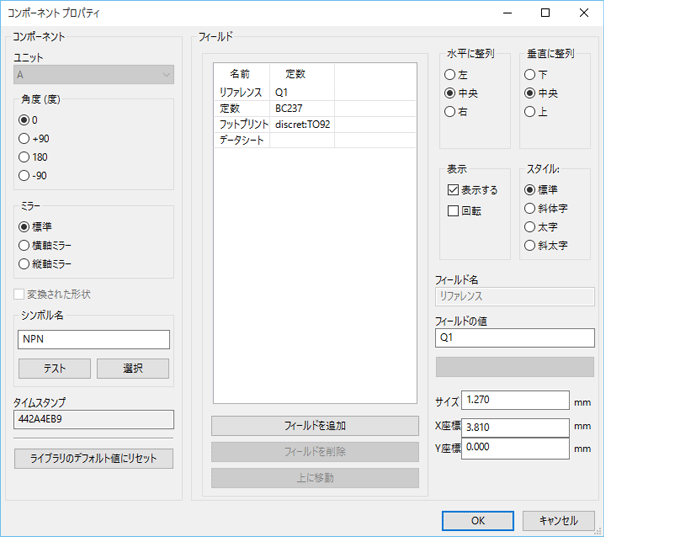 コンポーネント プロパティ
コンポーネント
ユニット
A
角度 (度)
0
+90
180
-90
ミラー
標準
横軸ミラー
縦軸ミラー
変換された形状
シンボル名
NPN
テスト 選択
タイムスタンプ
442A4EB9
ライブラリのデフォルト値にリセット
フィールド
名前 定数
リファレンス Q1
定数 BC237
フットプリント discret:TO92
データシート
フィールドを追加
フィールドを削除
上に移動
水平に整列
左
中央
右
垂直に整列
下
中央
上
表示
表示する
回転
スタイル:
標準
斜体字
太字
斜太字
フィールド名
リファレンス
フィールドの値
Q1
サイズ 1.270 mm
X座標 3.810 mm
Y座標 0.000 mm
OK キャンセル